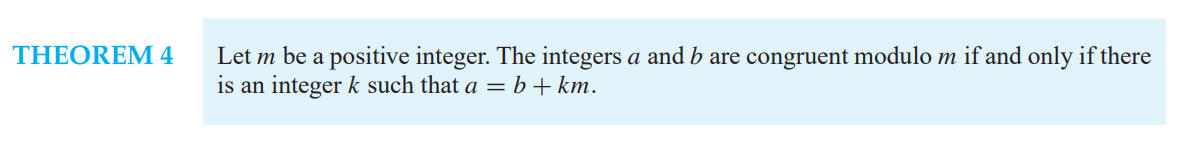 THEOREM 4 Let m be a positive integer. The integers a and b are congruent modulo m if and only if there
is an integer k such that a = b + km.